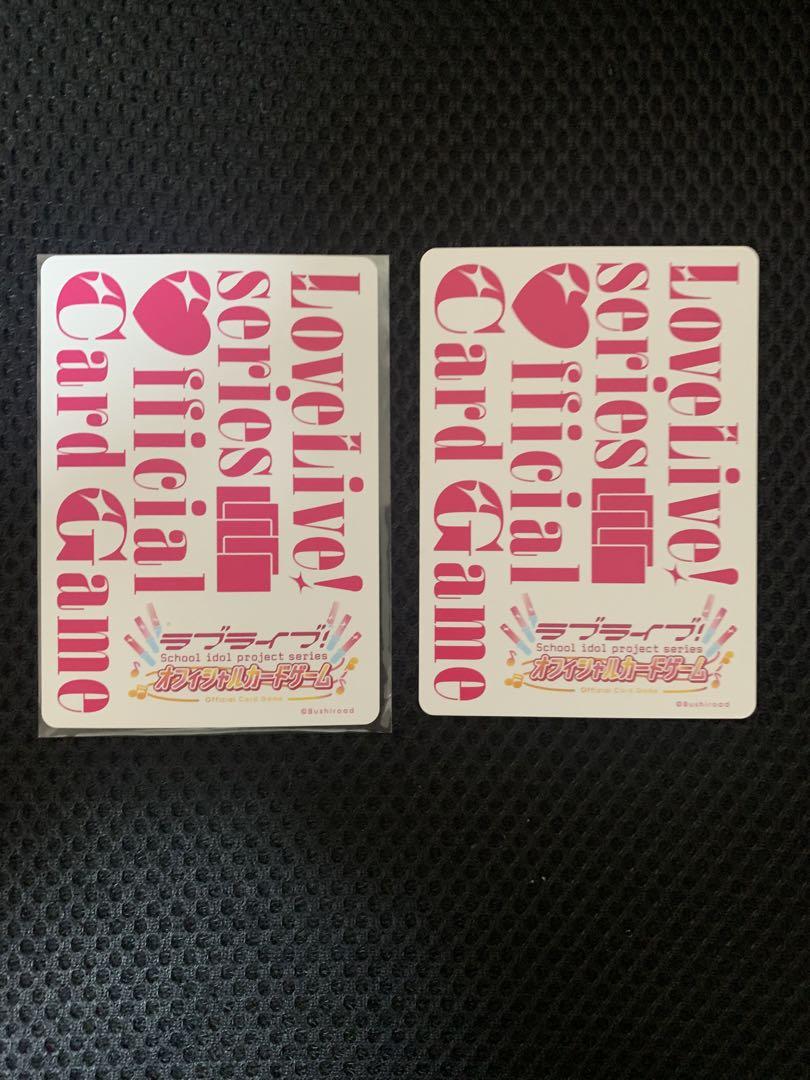 LoveLive!
series
♥fficial
Card Game
ラブライブ!
School idol project series
オフィシャルカードゲーム
Official Card Game
©Bushiroad
LoveLive!
series
♥fficial
Card Game
ラブライブ!
School idol project series
オフィシャルカードゲーム
Official Card Game
©Bushiroad